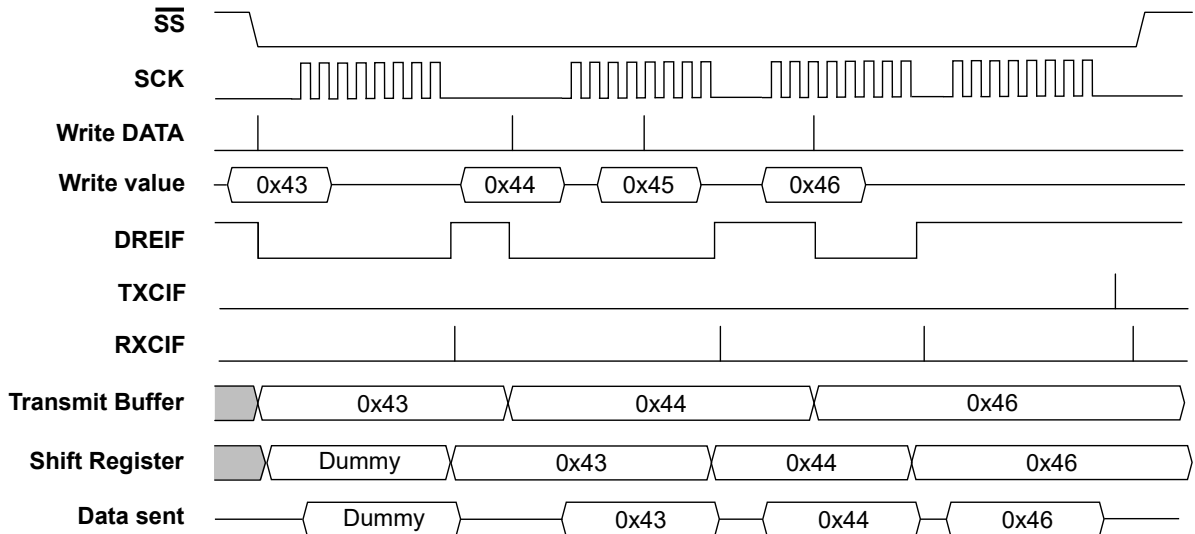 SS
SCK
Write DATA
Write value 0x43 0x44 0x45 0x46
DREIF
TXCIF
RXCIF
Transmit Buffer 0x43 0x44 0x46
Shift Register Dummy 0x43 0x44 0x46
Data sent Dummy 0x43 0x44 0x46